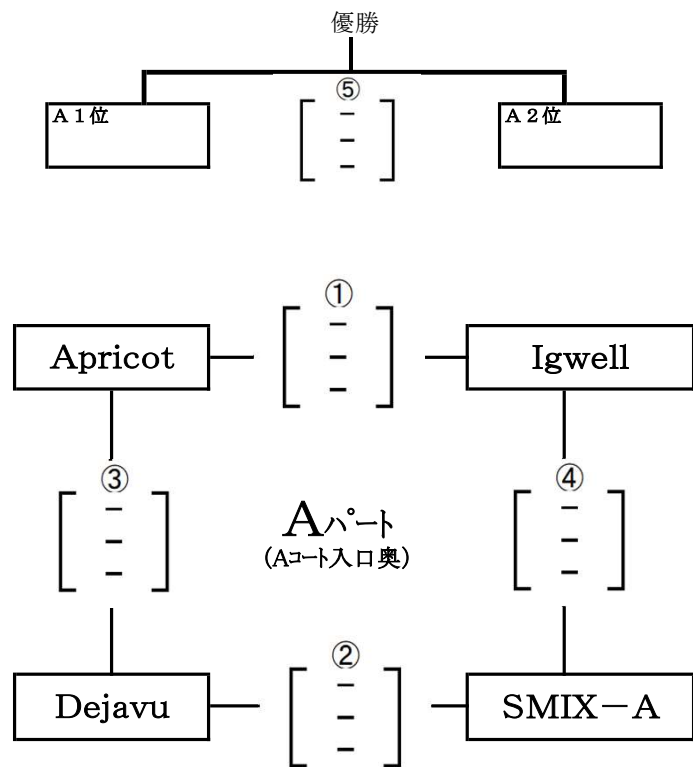 優勝
⑤
A1位
A2位
[ － － － ]
①
Apricot
[ － － － ]
Igwell
③
[ － － － ]
Aパート
(Aコート入口奥)
④
[ － － － ]
②
Dejavu
[ － － － ]
SMIX－A